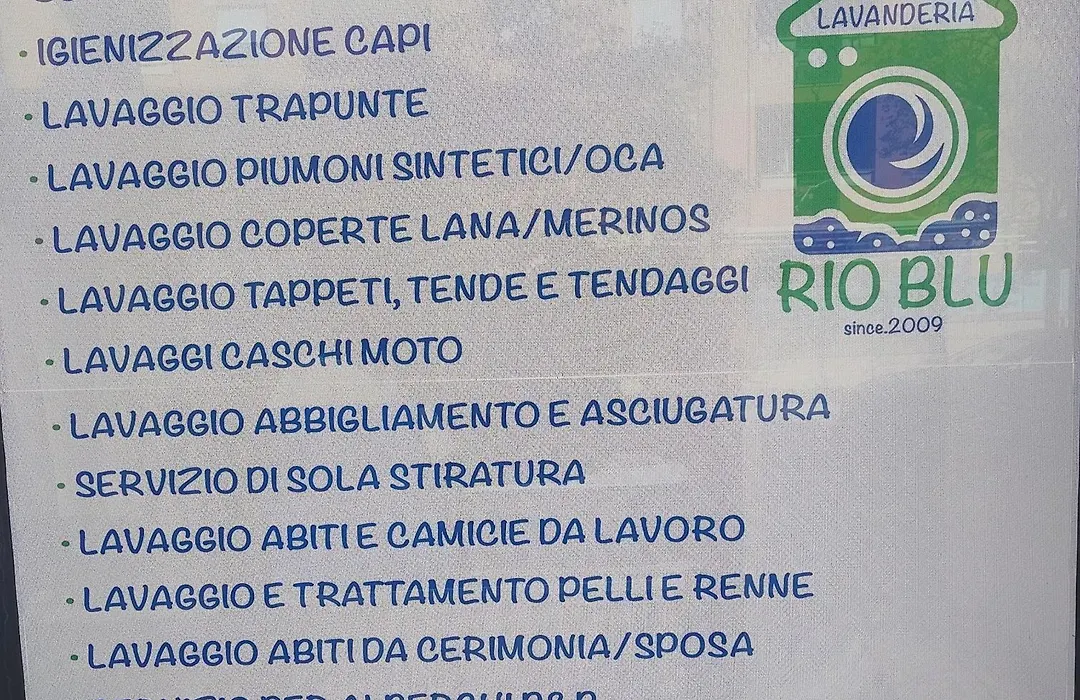 LAVANDERIA
• IGIENIZZAZIONE CAPI
• LAVAGGIO TRAPUNTE
• LAVAGGIO PIUMONI SINTETICI/OCA
• LAVAGGIO COPERTE LANA/MERINOS
• LAVAGGIO TAPPETI, TENDE E TENDAGGI
RIO BLU
since.2009
• LAVAGGI CASCHI MOTO
• LAVAGGIO ABBIGLIAMENTO E ASCIUGATURA
• SERVIZIO DI SOLA STIRATURA
• LAVAGGIO ABITI E CAMICIE DA LAVORO
• LAVAGGIO E TRATTAMENTO PELLI E RENNE
• LAVAGGIO ABITI DA CERIMONIA/SPOSA